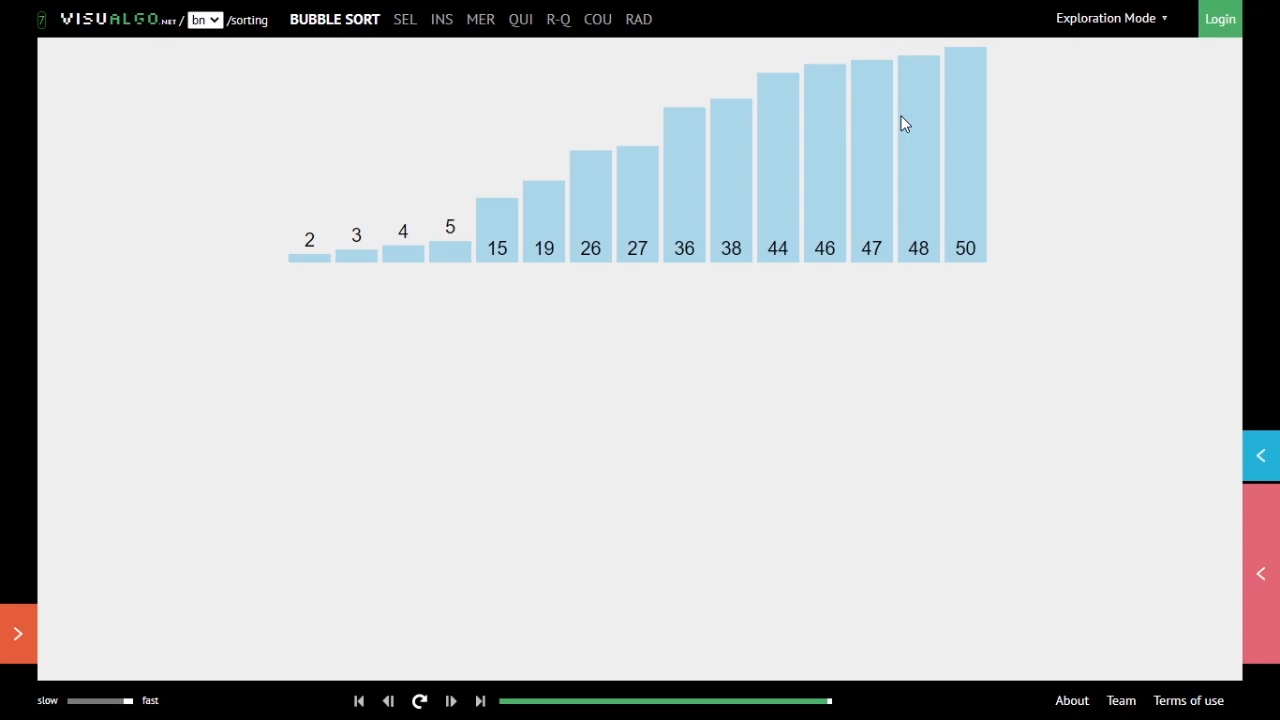 7 VISUALGO.NET / bn /sorting BUBBLE SORT SEL INS MER QUI R-Q COU RAD Exploration Mode ▾ Login
2 3 4 5 15 19 26 27 36 38 44 46 47 48 50
slow fast About Team Terms of use